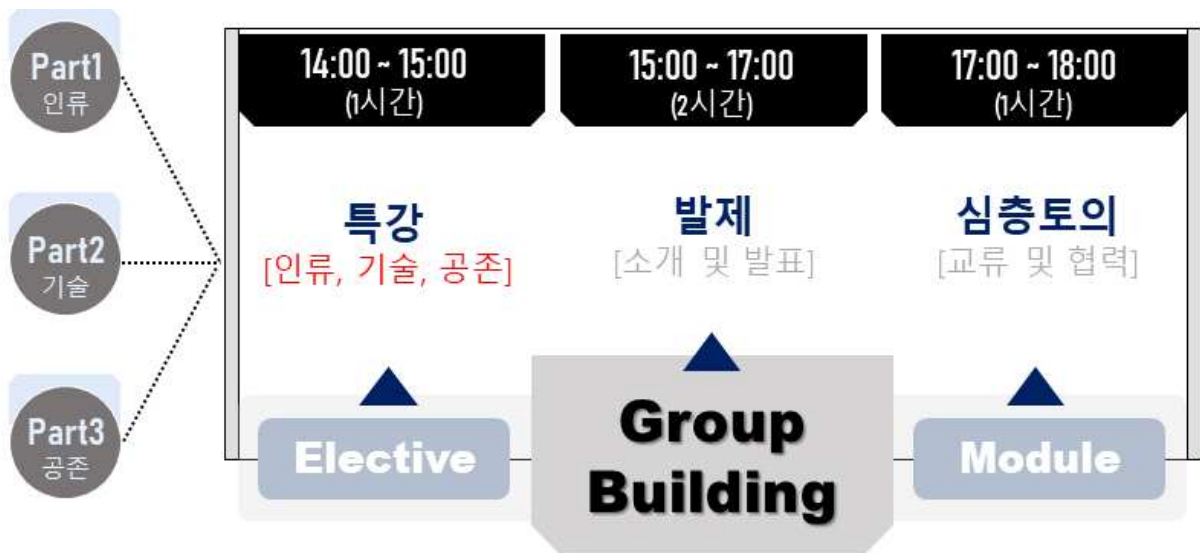 Part1
인류
Part2
기술
Part3
공존
14:00 ~ 15:00
(1시간)
특강
[인류, 기술, 공존]
Elective
15:00 ~ 17:00
(2시간)
발제
[소개 및 발표]
Group
Building
17:00 ~ 18:00
(1시간)
심층토의
[교류 및 협력]
Module